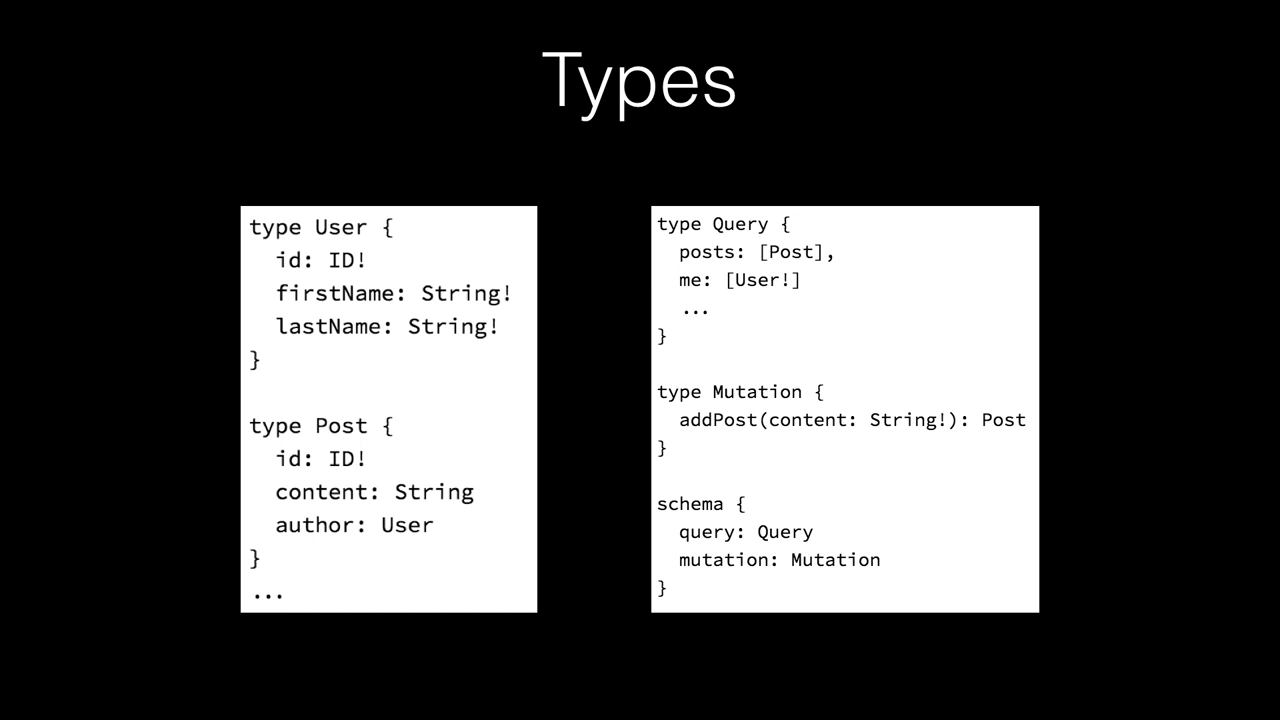 Types
type User {
  id: ID!
  firstName: String!
  lastName: String!
}
type Post {
  id: ID!
  content: String
  author: User
}
...
type Query {
  posts: [Post],
  me: [User!]
  ...
}
type Mutation {
  addPost(content: String!): Post
}
schema {
  query: Query
  mutation: Mutation
}